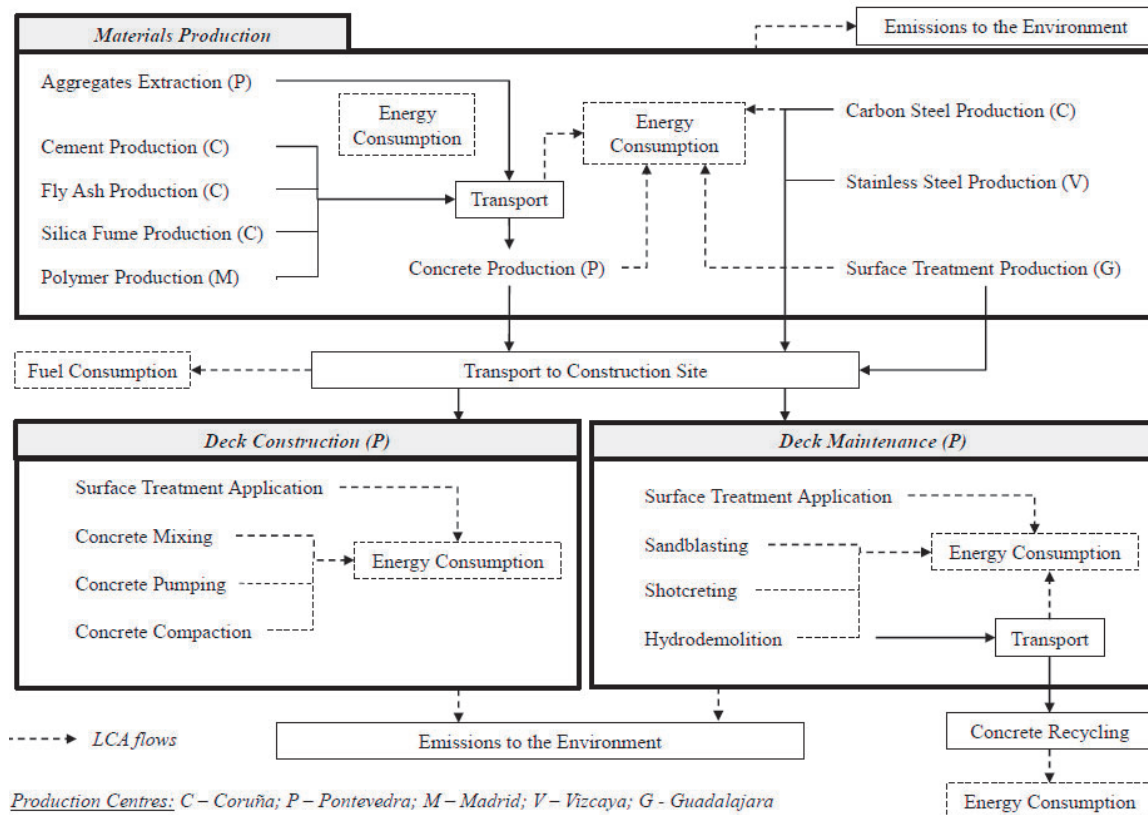 Emissions to the Environment
Materials Production
Aggregates Extraction (P)
Energy
Consumption
Cement Production (C)
Fly Ash Production (C)
Silica Fume Production (C)
Polymer Production (M)
Transport
Concrete Production (P)
Energy
Consumption
Carbon Steel Production (C)
Stainless Steel Production (V)
Surface Treatment Production (G)
Fuel Consumption
Transport to Construction Site
Deck Construction (P)
Surface Treatment Application
Concrete Mixing
Concrete Pumping
Concrete Compaction
Energy Consumption
Deck Maintenance (P)
Surface Treatment Application
Sandblasting
Shotcreting
Hydrodemolition
Energy Consumption
Transport
LCA flows
Emissions to the Environment
Concrete Recycling
Energy Consumption
Production Centres: C – Coruña; P – Pontevedra; M – Madrid; V – Vizcaya; G - Guadalajara